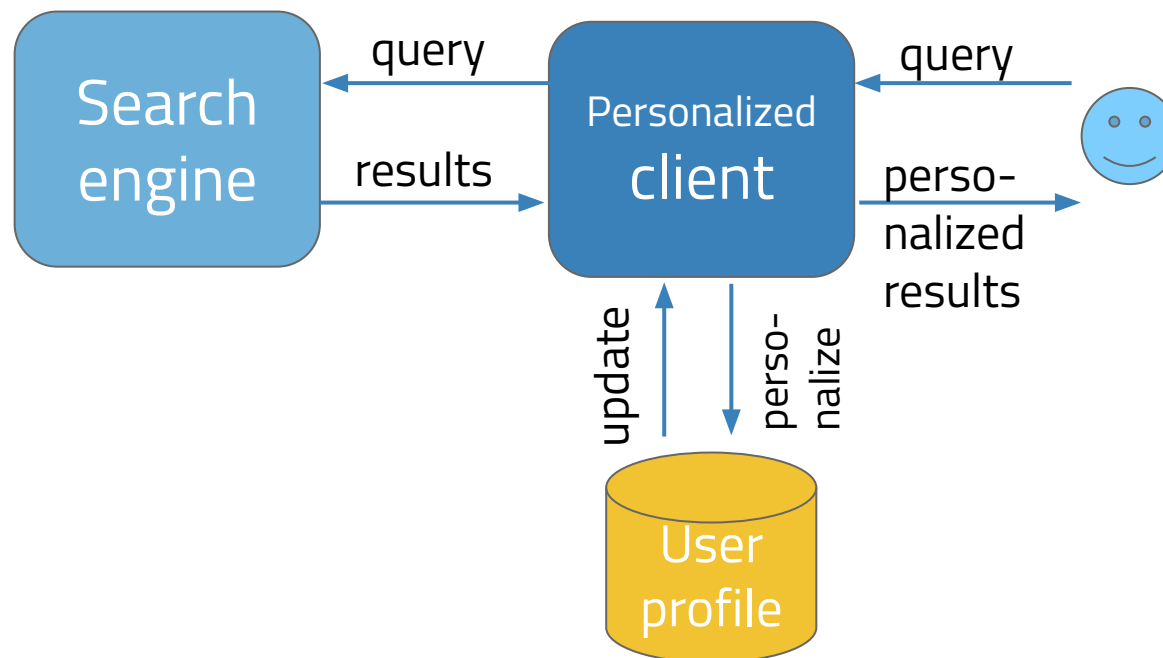 query
Search
engine
results
Personalized
client
query
perso-
nalized
results
update
perso-
nalize
User
profile